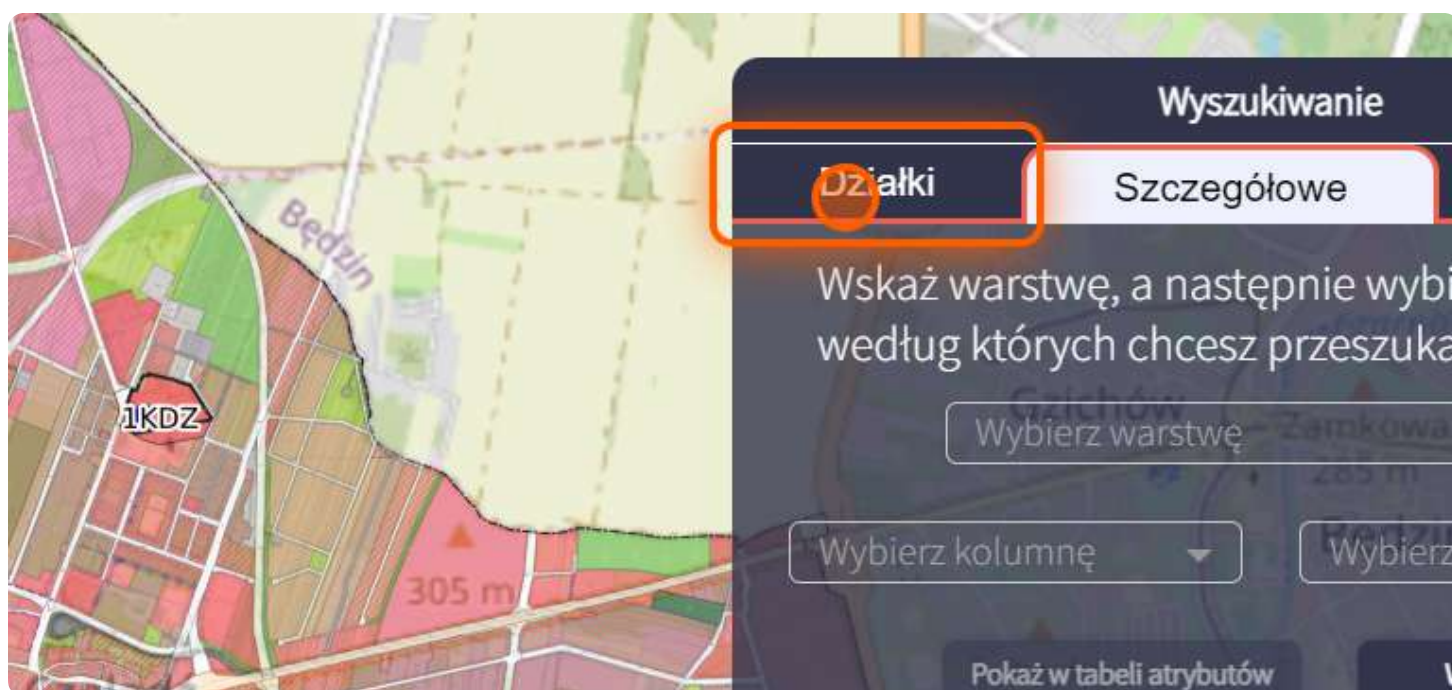 Wyszukiwanie
Działki
Szczegółowe
Będzin
Wskaż warstwę, a następnie wybi
według których chcesz przeszuka
Gzichów
1KDZ
Wybierz warstwę
Zamkowa
285 m
Wybierz kolumnę
Wybierz
Będzin
305 m
Pokaż w tabeli atrybutów